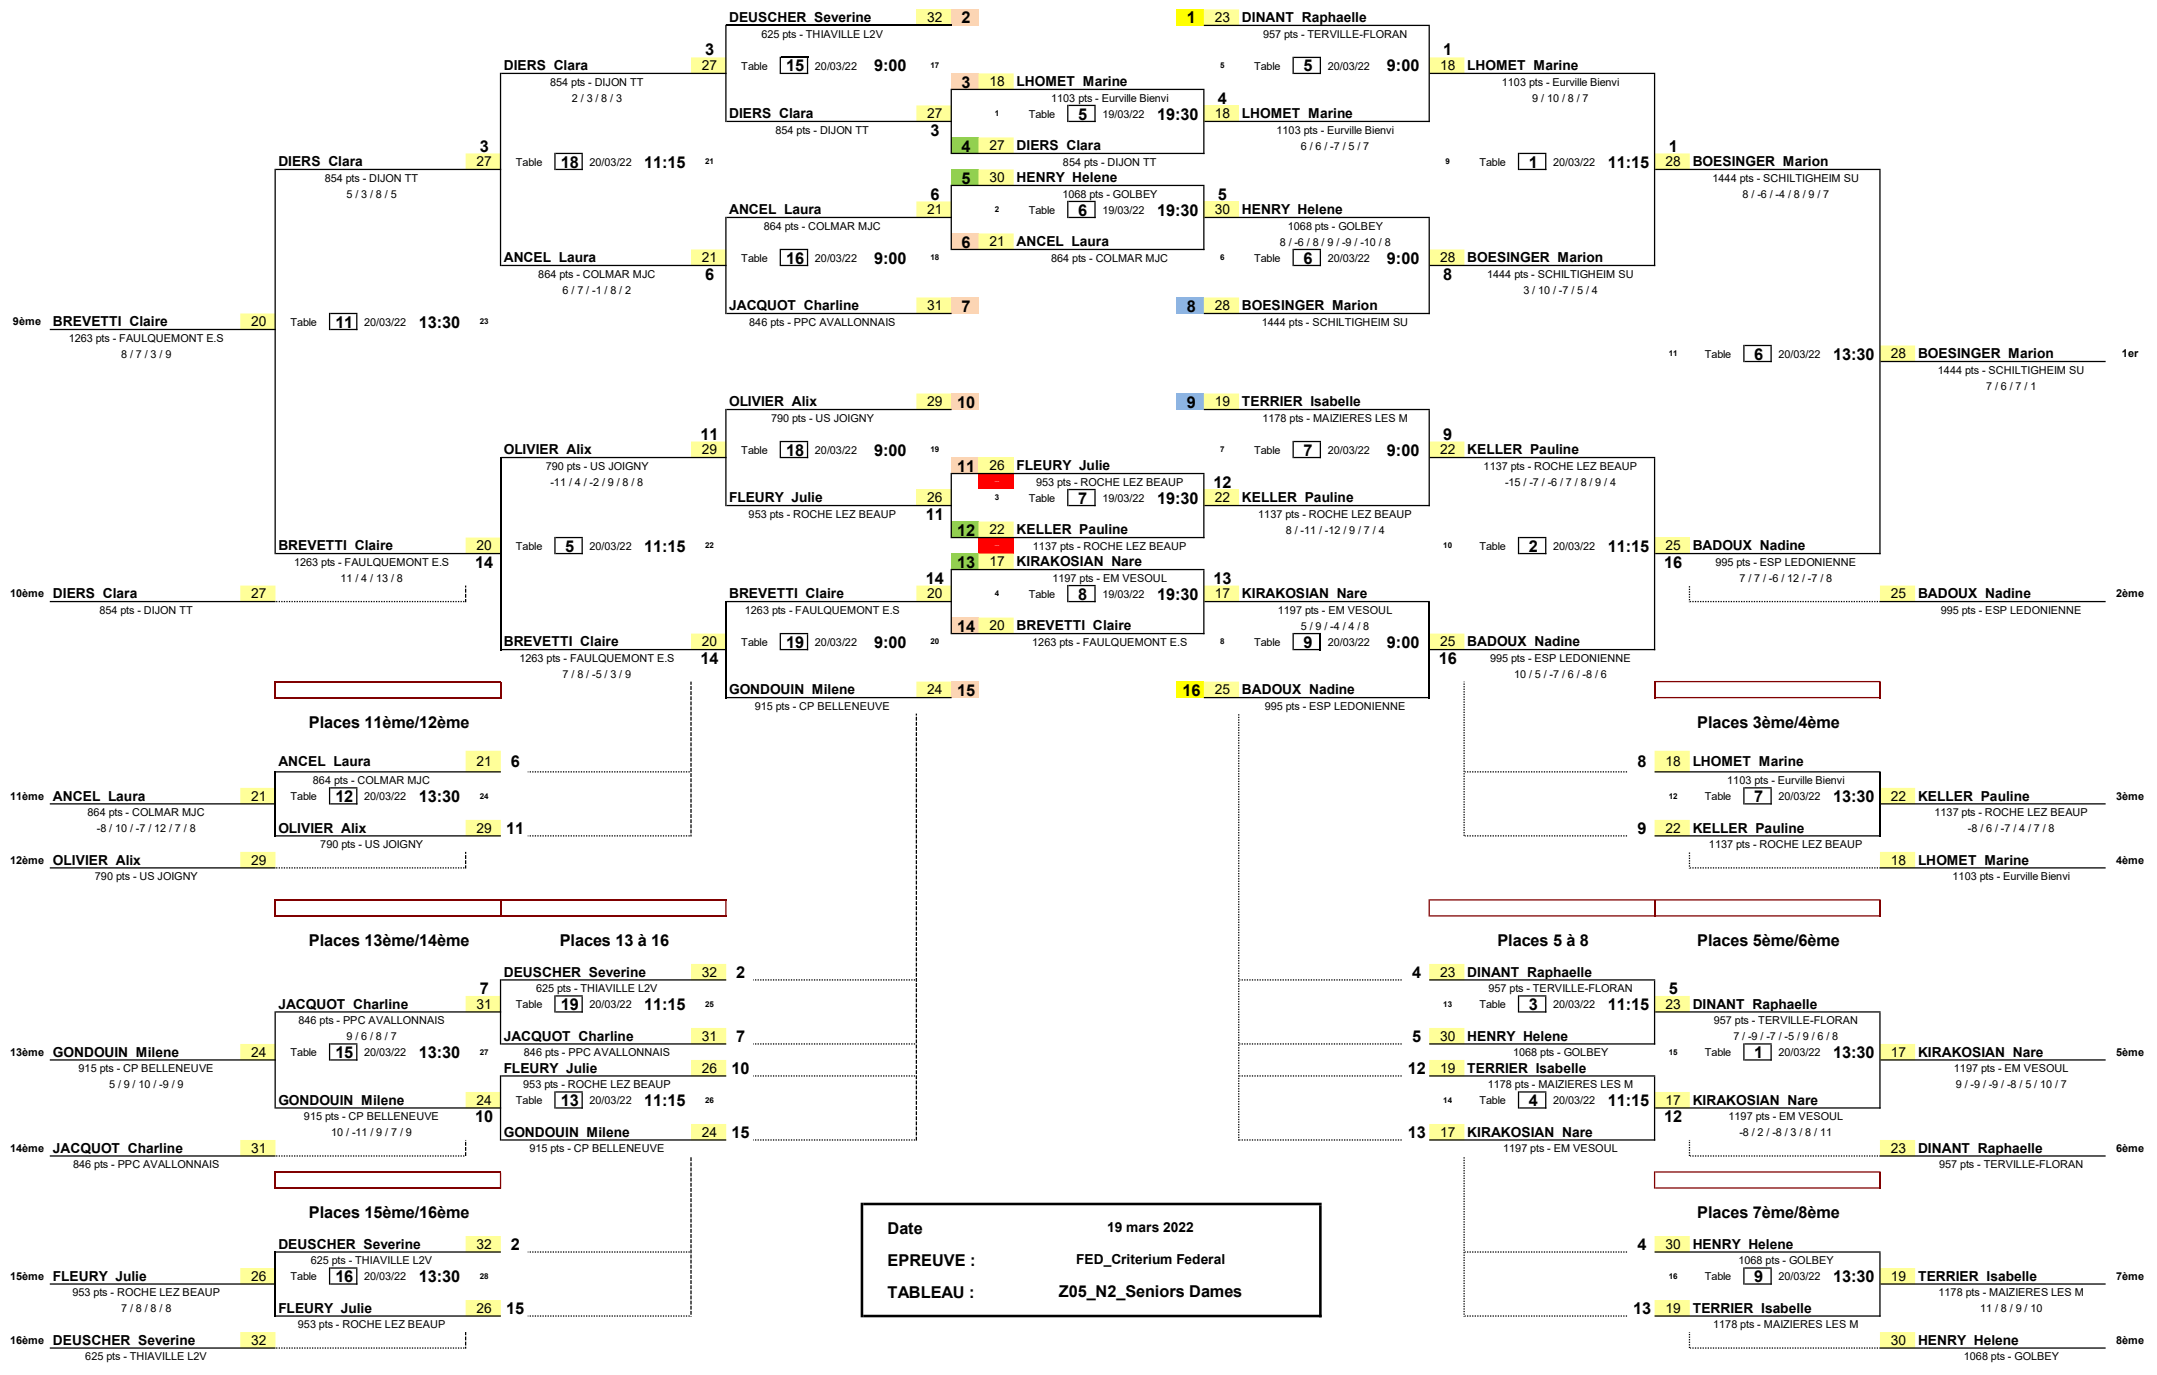 DEUSCHER Severine 32 2
625 pts - THIAVILLE L2V
1 23 DINANT Raphaelle
957 pts - TERVILLE-FLORAN
3
DIERS Clara 27
854 pts - DIJON TT
2 / 3 / 8 / 3
Table 15 20/03/22 9:00 17
5 Table 5 20/03/22 9:00
1
18 LHOMET Marine
1103 pts - Eurville Bienvi
9 / 10 / 8 / 7
3 18 LHOMET Marine
1103 pts - Eurville Bienvi
1 Table 5 19/03/22 19:30
4 27 DIERS Clara
854 pts - DIJON TT
DIERS Clara 27
854 pts - DIJON TT
3
4
18 LHOMET Marine
1103 pts - Eurville Bienvi
6 / 6 / -7 / 5 / 7
3
DIERS Clara 27
854 pts - DIJON TT
5 / 3 / 8 / 5
Table 18 20/03/22 11:15 21
9 Table 1 20/03/22 11:15
1
28 BOESINGER Marion
1444 pts - SCHILTIGHEIM SU
8 / -6 / -4 / 8 / 9 / 7
5 30 HENRY Helene
1068 pts - GOLBEY
2 Table 6 19/03/22 19:30
6 21 ANCEL Laura
864 pts - COLMAR MJC
6
ANCEL Laura 21
864 pts - COLMAR MJC
5
30 HENRY Helene
1068 pts - GOLBEY
8 / -6 / 8 / 9 / -9 / -10 / 8
ANCEL Laura 21
864 pts - COLMAR MJC
6
6 / 7 / -1 / 8 / 2
Table 16 20/03/22 9:00 18
6 Table 6 20/03/22 9:00
28 BOESINGER Marion
8
1444 pts - SCHILTIGHEIM SU
3 / 10 / -7 / 5 / 4
JACQUOT Charline 31 7
846 pts - PPC AVALLONNAIS
8 28 BOESINGER Marion
1444 pts - SCHILTIGHEIM SU
9ème BREVETTI Claire 20
1263 pts - FAULQUEMONT E.S
8 / 7 / 3 / 9
Table 11 20/03/22 13:30 23
11 Table 6 20/03/22 13:30
28 BOESINGER Marion 1er
1444 pts - SCHILTIGHEIM SU
7 / 6 / 7 / 1
OLIVIER Alix 29 10
790 pts - US JOIGNY
9 19 TERRIER Isabelle
1178 pts - MAIZIERES LES M
11
OLIVIER Alix 29
790 pts - US JOIGNY
-11 / 4 / -2 / 9 / 8 / 8
Table 18 20/03/22 9:00 19
7 Table 7 20/03/22 9:00
9
22 KELLER Pauline
1137 pts - ROCHE LEZ BEAUP
-15 / -7 / -6 / 7 / 8 / 9 / 4
11 26 FLEURY Julie
953 pts - ROCHE LEZ BEAUP
3 Table 7 19/03/22 19:30
12 22 KELLER Pauline
1137 pts - ROCHE LEZ BEAUP
FLEURY Julie 26
953 pts - ROCHE LEZ BEAUP
11
12
22 KELLER Pauline
1137 pts - ROCHE LEZ BEAUP
8 / -11 / -12 / 9 / 7 / 4
BREVETTI Claire 20
1263 pts - FAULQUEMONT E.S
14
11 / 4 / 13 / 8
Table 5 20/03/22 11:15 22
10 Table 2 20/03/22 11:15
25 BADOUX Nadine
16
995 pts - ESP LEDONIENNE
7 / 7 / -6 / 12 / -7 / 8
13 17 KIRAKOSIAN Nare
1197 pts - EM VESOUL
4 Table 8 19/03/22 19:30
14 20 BREVETTI Claire
1263 pts - FAULQUEMONT E.S
10ème DIERS Clara 27
854 pts - DIJON TT
14
BREVETTI Claire 20
1263 pts - FAULQUEMONT E.S
13
17 KIRAKOSIAN Nare
1197 pts - EM VESOUL
5 / 9 / -4 / 4 / 8
25 BADOUX Nadine 2ème
995 pts - ESP LEDONIENNE
BREVETTI Claire 20
1263 pts - FAULQUEMONT E.S
14
7 / 8 / -5 / 3 / 9
Table 19 20/03/22 9:00 20
8 Table 9 20/03/22 9:00
25 BADOUX Nadine
16
995 pts - ESP LEDONIENNE
10 / 5 / -7 / 6 / -8 / 6
GONDOUIN Milene 24 15
915 pts - CP BELLENEUVE
16 25 BADOUX Nadine
995 pts - ESP LEDONIENNE
Places 11ème/12ème
Places 3ème/4ème
ANCEL Laura 21 6
864 pts - COLMAR MJC
8 18 LHOMET Marine
1103 pts - Eurville Bienvi
11ème ANCEL Laura 21
864 pts - COLMAR MJC
-8 / 10 / -7 / 12 / 7 / 8
Table 12 20/03/22 13:30 24
12 Table 7 20/03/22 13:30
22 KELLER Pauline 3ème
1137 pts - ROCHE LEZ BEAUP
-8 / 6 / -7 / 4 / 7 / 8
OLIVIER Alix 29 11
790 pts - US JOIGNY
9 22 KELLER Pauline
1137 pts - ROCHE LEZ BEAUP
12ème OLIVIER Alix 29
790 pts - US JOIGNY
18 LHOMET Marine 4ème
1103 pts - Eurville Bienvi
Places 13ème/14ème
Places 13 à 16
Places 5 à 8
Places 5ème/6ème
DEUSCHER Severine 32 2
625 pts - THIAVILLE L2V
4 23 DINANT Raphaelle
957 pts - TERVILLE-FLORAN
7
JACQUOT Charline 31
846 pts - PPC AVALLONNAIS
9 / 6 / 8 / 7
Table 19 20/03/22 11:15 25
13 Table 3 20/03/22 11:15
5
23 DINANT Raphaelle
957 pts - TERVILLE-FLORAN
7 / -9 / -7 / -5 / 9 / 6 / 8
JACQUOT Charline 31 7
846 pts - PPC AVALLONNAIS
5 30 HENRY Helene
1068 pts - GOLBEY
13ème GONDOUIN Milene 24
915 pts - CP BELLENEUVE
5 / 9 / 10 / -9 / 9
Table 15 20/03/22 13:30 27
15 Table 1 20/03/22 13:30
17 KIRAKOSIAN Nare 5ème
1197 pts - EM VESOUL
9 / -9 / -9 / -8 / 5 / 10 / 7
FLEURY Julie 26 10
953 pts - ROCHE LEZ BEAUP
12 19 TERRIER Isabelle
1178 pts - MAIZIERES LES M
GONDOUIN Milene 24
915 pts - CP BELLENEUVE
10
10 / -11 / 9 / 7 / 9
Table 13 20/03/22 11:15 26
14 Table 4 20/03/22 11:15
17 KIRAKOSIAN Nare
12
1197 pts - EM VESOUL
-8 / 2 / -8 / 3 / 8 / 11
GONDOUIN Milene 24 15
915 pts - CP BELLENEUVE
13 17 KIRAKOSIAN Nare
1197 pts - EM VESOUL
14ème JACQUOT Charline 31
846 pts - PPC AVALLONNAIS
23 DINANT Raphaelle 6ème
957 pts - TERVILLE-FLORAN
Places 15ème/16ème
Places 7ème/8ème
DEUSCHER Severine 32 2
625 pts - THIAVILLE L2V
4 30 HENRY Helene
1068 pts - GOLBEY
15ème FLEURY Julie 26
953 pts - ROCHE LEZ BEAUP
7 / 8 / 8 / 8
Table 16 20/03/22 13:30 28
16 Table 9 20/03/22 13:30
19 TERRIER Isabelle 7ème
1178 pts - MAIZIERES LES M
11 / 8 / 9 / 10
FLEURY Julie 26 15
953 pts - ROCHE LEZ BEAUP
13 19 TERRIER Isabelle
1178 pts - MAIZIERES LES M
16ème DEUSCHER Severine 32
625 pts - THIAVILLE L2V
30 HENRY Helene 8ème
1068 pts - GOLBEY
Date 19 mars 2022
EPREUVE : FED_Criterium Federal
TABLEAU : Z05_N2_Seniors Dames